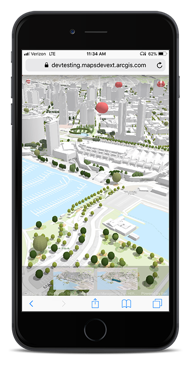 Verizon LTE 11:34 AM 62%
devtesting.mapsdevext.arcgis.com